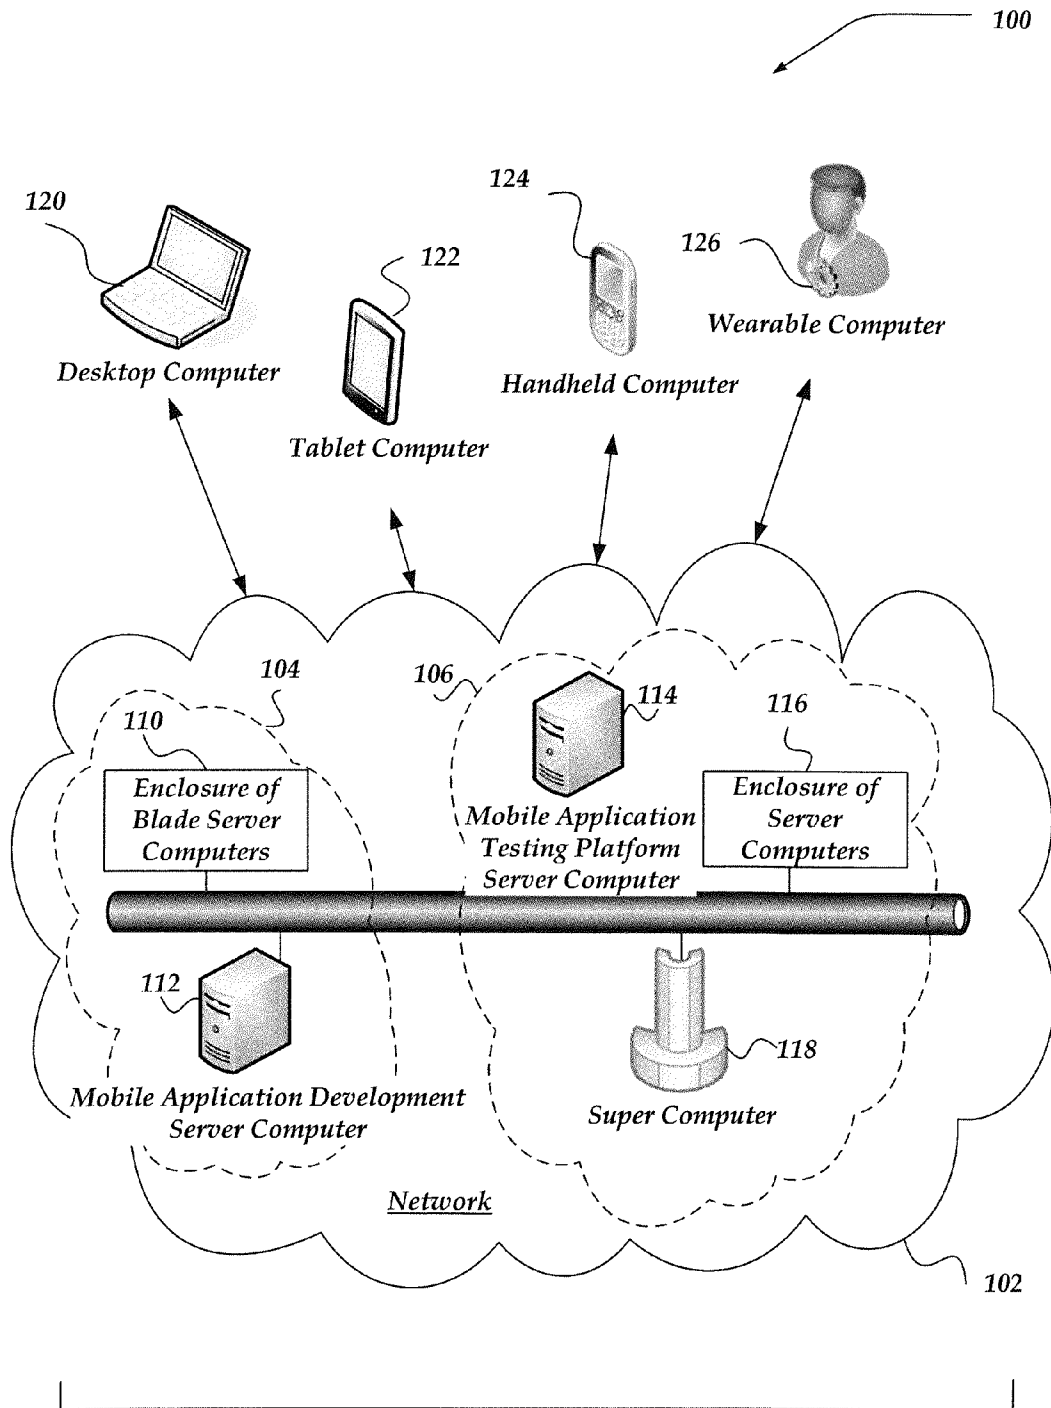 100
120
124
126
122
Wearable Computer
Desktop Computer
Handheld Computer
Tablet Computer
104
106
114
110
116
Enclosure of
Blade Server
Computers
Mobile Application
Testing Platform
Server Computer
Enclosure of
Server
Computers
112
118
Mobile Application Development
Server Computer
Super Computer
Network
102